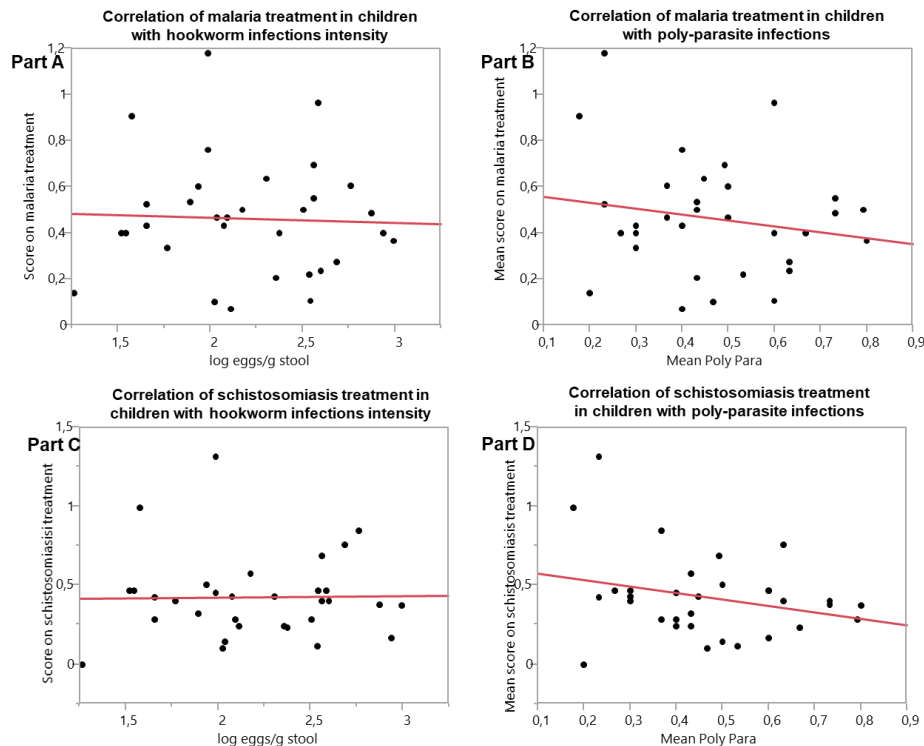 Correlation of malaria treatment in children
with hookworm infections intensity
Part A
Score on malaria treatment
1,2
1
0,8
0,6
0,4
0,2
0
1,5
2
2,5
3
log eggs/g stool
Correlation of malaria treatment in children
with poly-parasite infections
Part B
Mean score on malaria treatment
1,2
1
0,8
0,6
0,4
0,2
0
0,1 0,2 0,3 0,4 0,5 0,6 0,7 0,8 0,9
Mean Poly Para
Correlation of schistosomiasis treatment in
children with hookworm infections intensity
Part C
Score on schistosomiasisi treatment
1,5
1
0,5
0
1,5
2
2,5
3
log eggs/g stool
Correlation of schistosomiasis treatment
in children with poly-parasite infections
Part D
Mean score on schistosomiasis treatment
1,5
1
0,5
0
0,1 0,2 0,3 0,4 0,5 0,6 0,7 0,8 0,9
Mean Poly Para